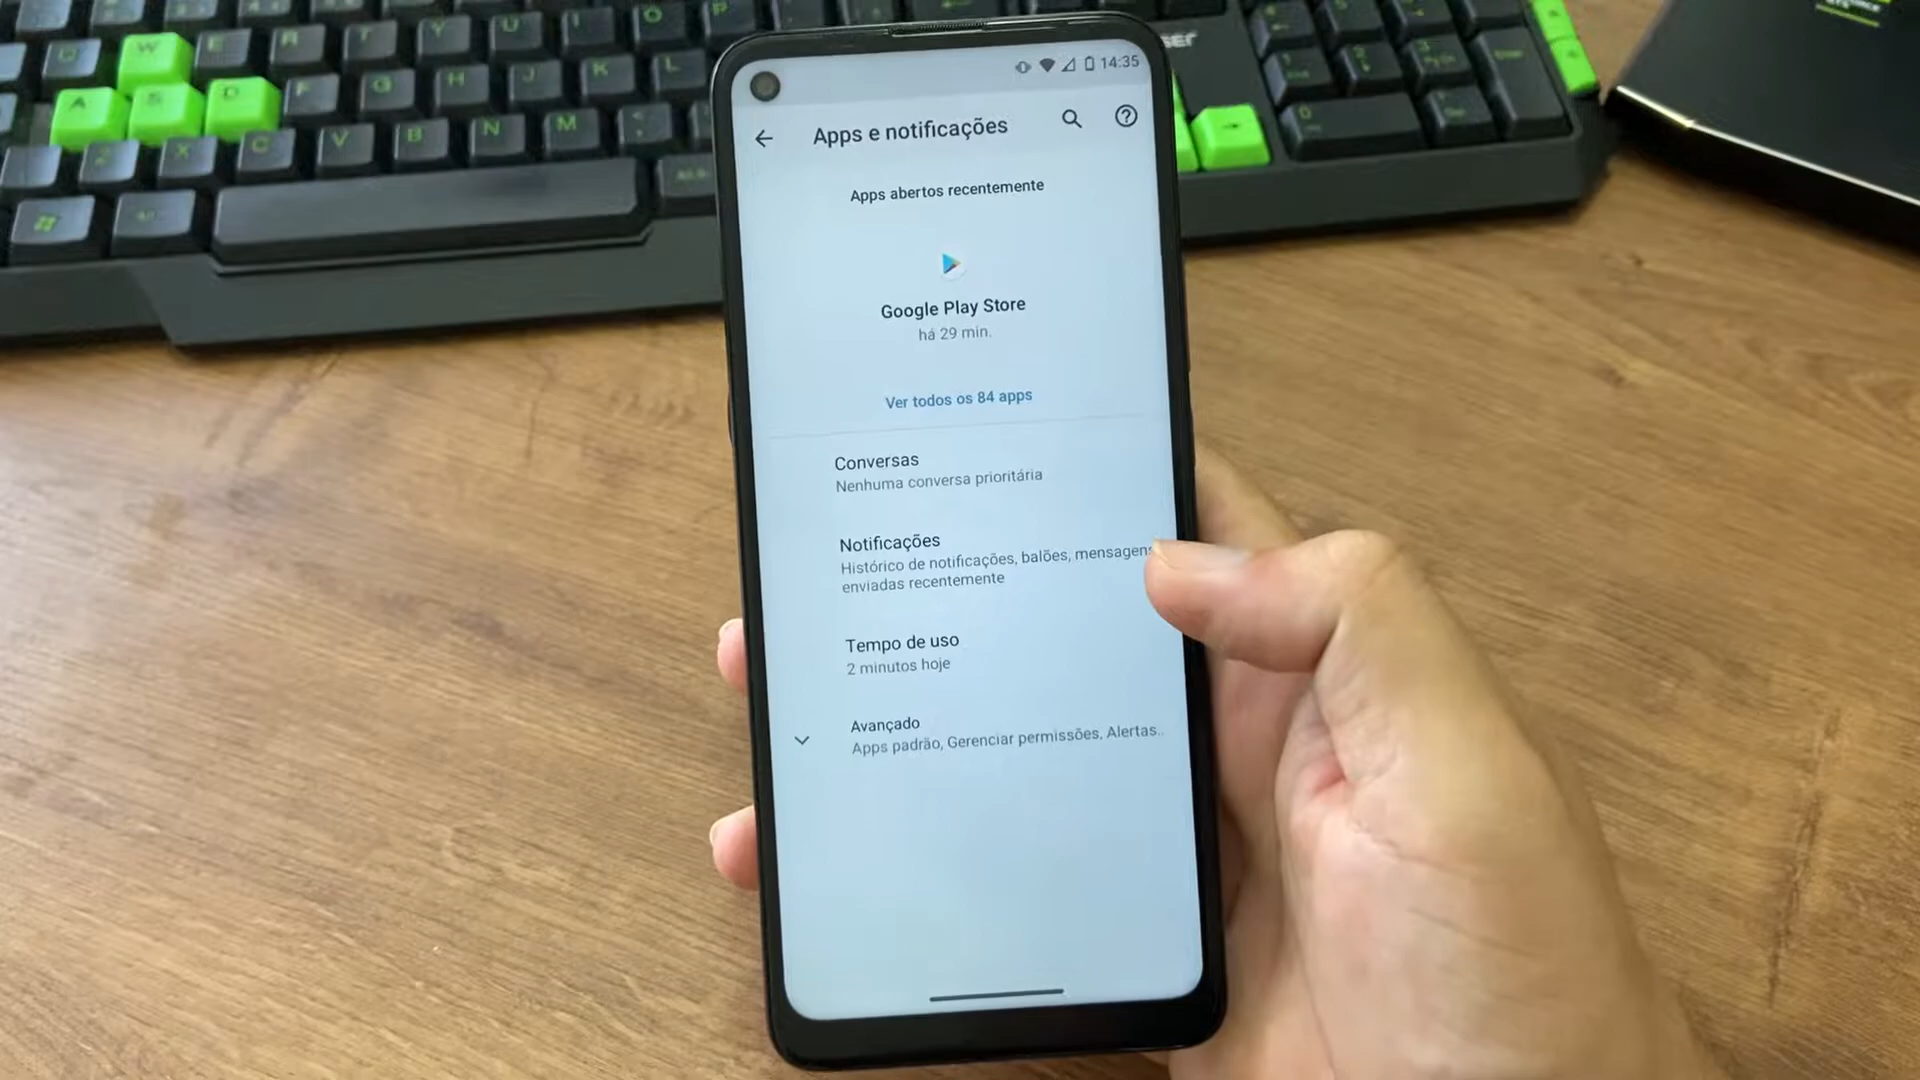 W
A
S
D
F
G
H
J
K
L
X
C
V
B
N
M
14:35
Apps e notificações
Apps abertos recentemente
Google Play Store
há 29 min.
Ver todos os 84 apps
Conversas
Nenhuma conversa prioritária
Notificações
Histórico de notificações, balões, mensagens
enviadas recentemente
Tempo de uso
2 minutos hoje
Avançado
Apps padrão, Gerenciar permissões, Alertas..